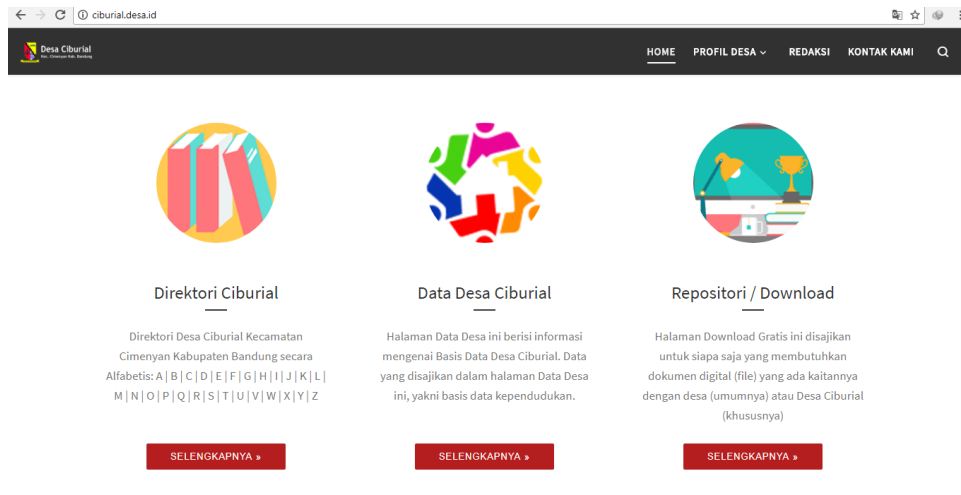 ciburial.desa.id
Desa Ciburial
Kec. Cimenyan Kab. Bandung
HOME PROFIL DESA REDAKSI KONTAK KAMI
Direktori Ciburial
Direktori Desa Ciburial Kecamatan
Cimenyan Kabupaten Bandung secara
Alfabetis: A | B | C | D | E | F | G | H | I | J | K | L |
M | N | O | P | Q | R | S | T | U | V | W | X | Y | Z
SELENGKAPNYA »
Data Desa Ciburial
Halaman Data Desa ini berisi informasi
mengenai Basis Data Desa Ciburial. Data
yang disajikan dalam halaman Data Desa
ini, yakni basis data kependudukan.
SELENGKAPNYA »
Repositori / Download
Halaman Download Gratis ini disajikan
untuk siapa saja yang membutuhkan
dokumen digital (file) yang ada kaitannya
dengan desa (umumnya) atau Desa Ciburial
(khususnya)
SELENGKAPNYA »